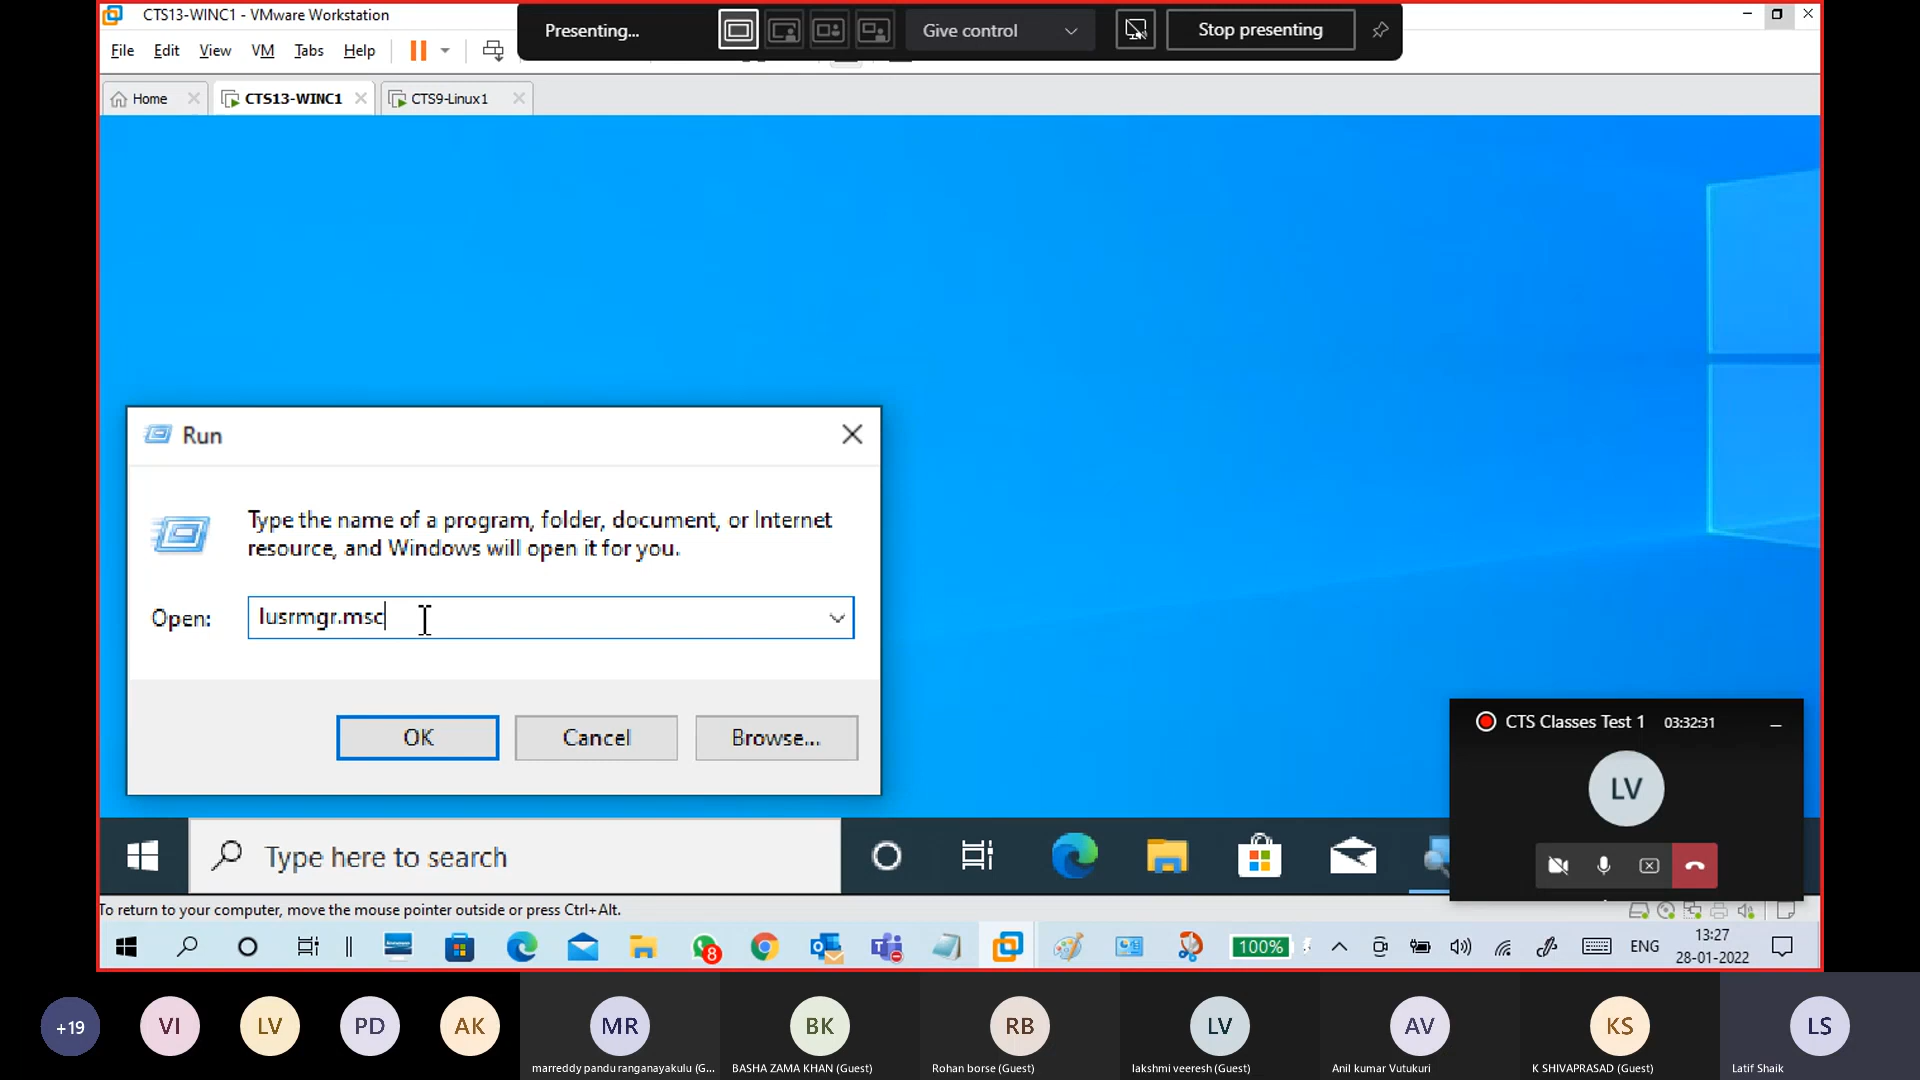 CTS13-WINC1 - VMware Workstation
Presenting...
Give control
Stop presenting
File Edit View VM Tabs Help
Home
CTS13-WINC1
CTS9-Linux1
Run
Type the name of a program, folder, document, or Internet
resource, and Windows will open it for you.
Open:
lusrmgr.msc
OK
Cancel
Browse...
CTS Classes Test 1 03:32:31
LV
Type here to search
To return to your computer, move the mouse pointer outside or press Ctrl+Alt.
8
100%
ENG
13:27
28-01-2022
+19
VI
LV
PD
AK
MR
BK
RB
LV
AV
KS
LS
marreddy pandu ranganayakulu (G...
BASHA ZAMA KHAN (Guest)
Rohan borse (Guest)
lakshmi veeresh (Guest)
Anil kumar Vutukuri
K SHIVAPRASAD (Guest)
Latif Shaik